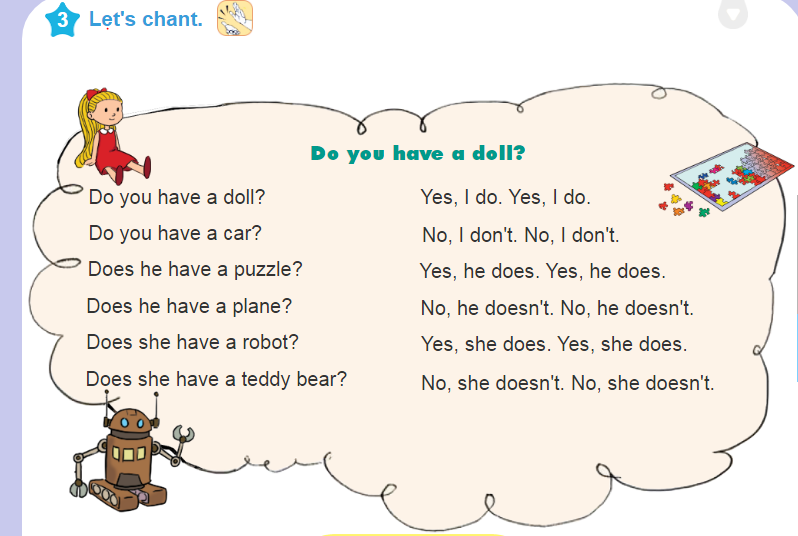 3 Let's chant.
Do you have a doll?
Do you have a doll? Yes, I do. Yes, I do.
Do you have a car? No, I don't. No, I don't.
Does he have a puzzle? Yes, he does. Yes, he does.
Does he have a plane? No, he doesn't. No, he doesn't.
Does she have a robot? Yes, she does. Yes, she does.
Does she have a teddy bear? No, she doesn't. No, she doesn't.